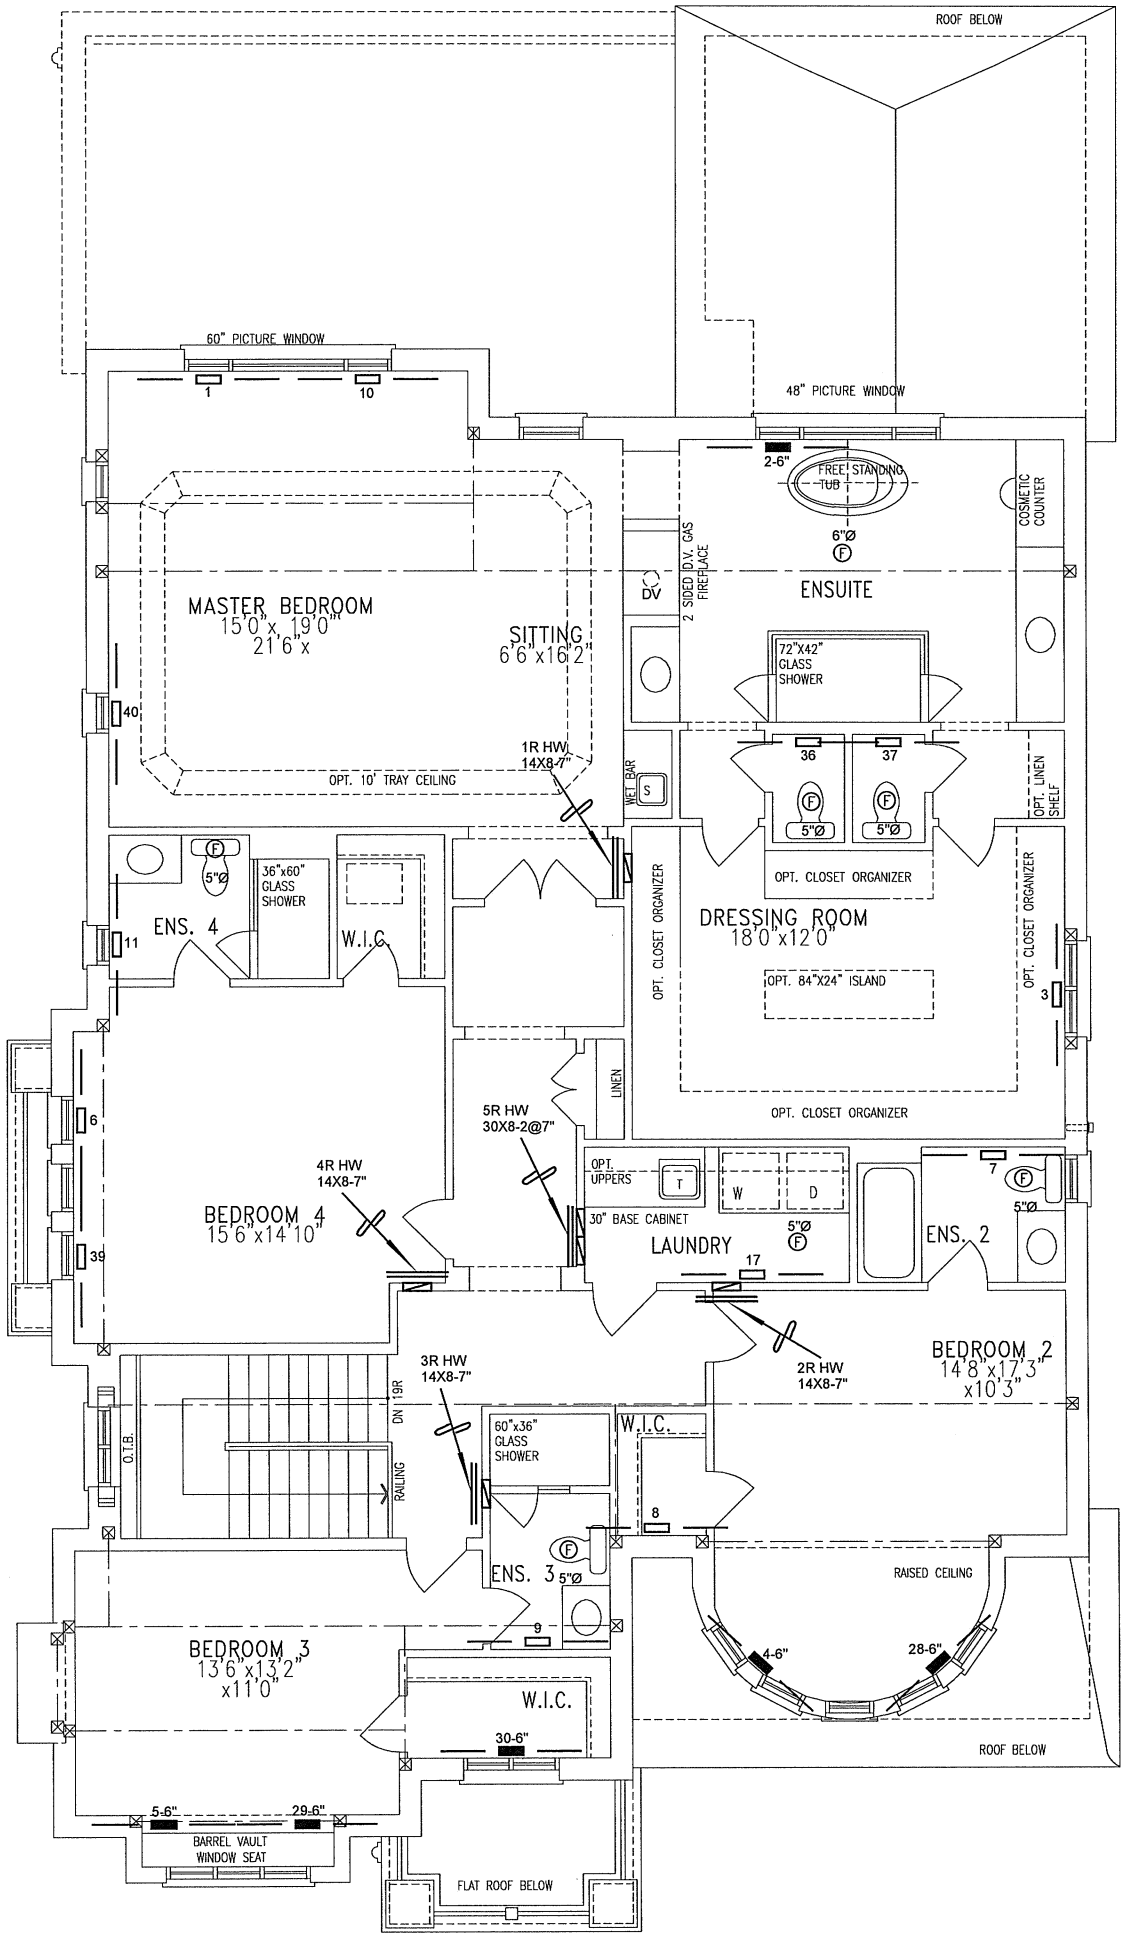 ROOF BELOW
60" PICTURE WINDOW
1
10
48" PICTURE WINDOW
2-6"
FREE STANDING
TUB
COSMETIC
COUNTER
6"Ø
F
2 SIDED D.V. GAS
FIREPLACE
DV
ENSUITE
MASTER BEDROOM
15'0"x 19'0"
21'6"x
SITTING
6'6"x16'2"
72"X42"
GLASS
SHOWER
40
1R HW
14X8-7"
OPT. 10' TRAY CEILING
WET BAR
S
36
37
F
F
5"Ø
5"Ø
OPT. LINEN
SHELF
F
5"Ø
36"x60"
GLASS
SHOWER
ENS. 4
11
W.I.C.
OPT. CLOSET ORGANIZER
OPT. CLOSET ORGANIZER
DRESSING ROOM
18'0"x12'0"
OPT. CLOSET ORGANIZER
OPT. 84"X24" ISLAND
3
LINEN
OPT. CLOSET ORGANIZER
6
5R HW
30X8-2@7"
4R HW
14X8-7"
OPT.
UPPERS
T
W
D
7
F
5"Ø
BEDROOM 4
15'6"x14'10"
30" BASE CABINET
LAUNDRY
5"Ø
F
ENS. 2
39
17
3R HW
14X8-7"
2R HW
14X8-7"
BEDROOM 2
14'8"x17'3"
x10'3"
DN 19R
O.T.B.
RAILING
60"x36"
GLASS
SHOWER
W.I.C.
8
F
ENS. 3
5"Ø
RAISED CEILING
9
BEDROOM 3
13'6"x13'2"
x11'0"
4-6"
28-6"
W.I.C.
30-6"
ROOF BELOW
5-6"
29-6"
BARREL VAULT
WINDOW SEAT
FLAT ROOF BELOW